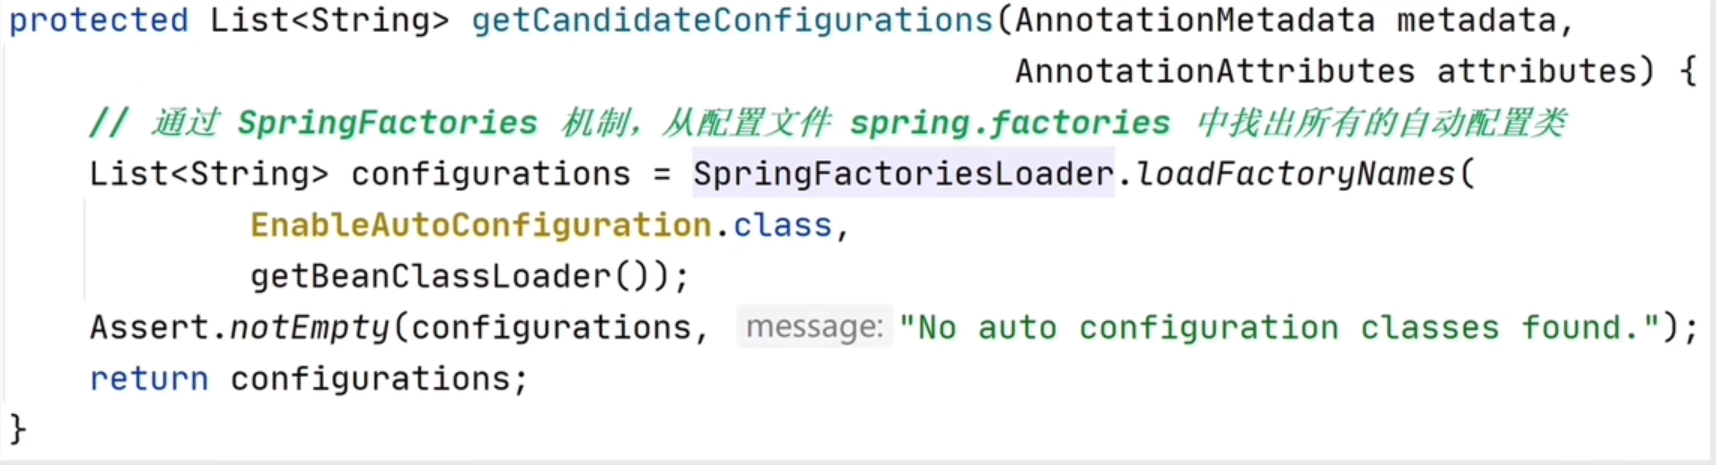 protected List<String> getCandidateConfigurations(AnnotationMetadata metadata,
AnnotationAttributes attributes) {
// 通过 SpringFactories 机制，从配置文件 spring.factories 中找出所有的自动配置类
List<String> configurations = SpringFactoriesLoader.loadFactoryNames(
EnableAutoConfiguration.class,
getBeanClassLoader());
Assert.notEmpty(configurations, message: "No auto configuration classes found.");
return configurations;
}